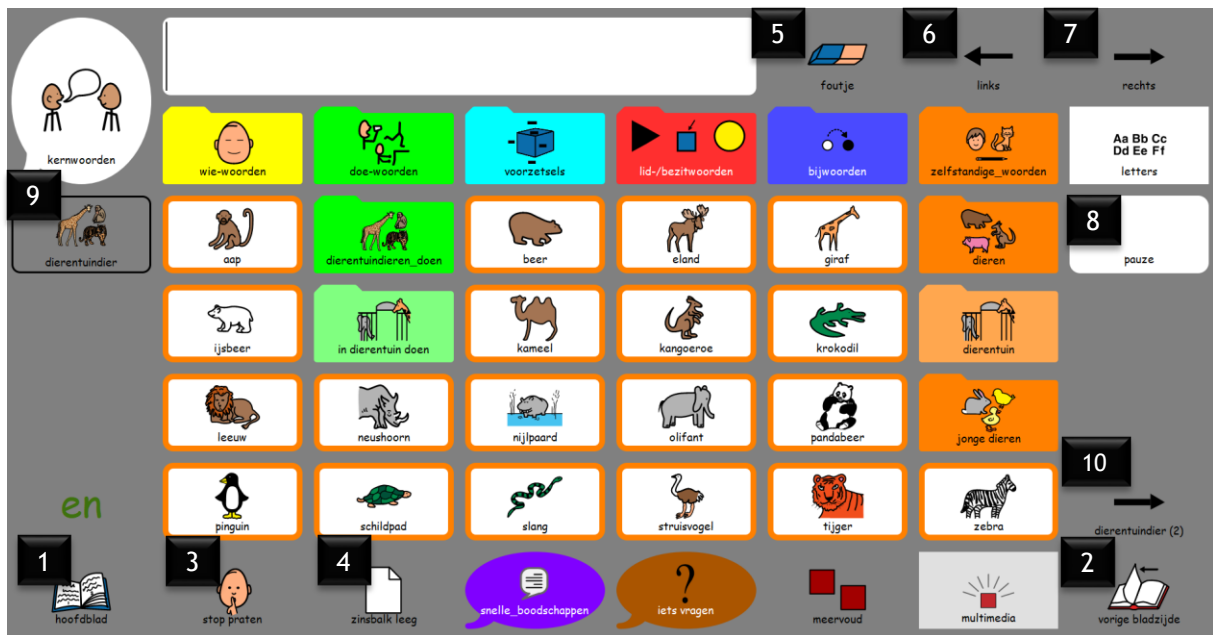 5
6
7
foutje
links
rechts
kernwoorden
wie-woorden
doe-woorden
voorzetsels
lid-/bezitwoorden
bijwoorden
zelfstandige_woorden
Aa Bb Cc
Dd Ee Ff
letters
9
8
dierentuindier
aap
dierentuindieren_doen
beer
eland
giraf
dieren
pauze
ijsbeer
in dierentuin doen
kameel
kangoeroe
krokodil
dierentuin
leeuw
neushoorn
nijlpaard
olifant
pandabeer
jonge dieren
10
en
pinguin
schildpad
slang
struisvogel
tijger
zebra
dierentuindier (2)
1
3
4
2
hoofdblad
stop praten
zinsbalk leeg
snelle_boodschappen
?
iets vragen
meervoud
multimedia
vorige bladzijde